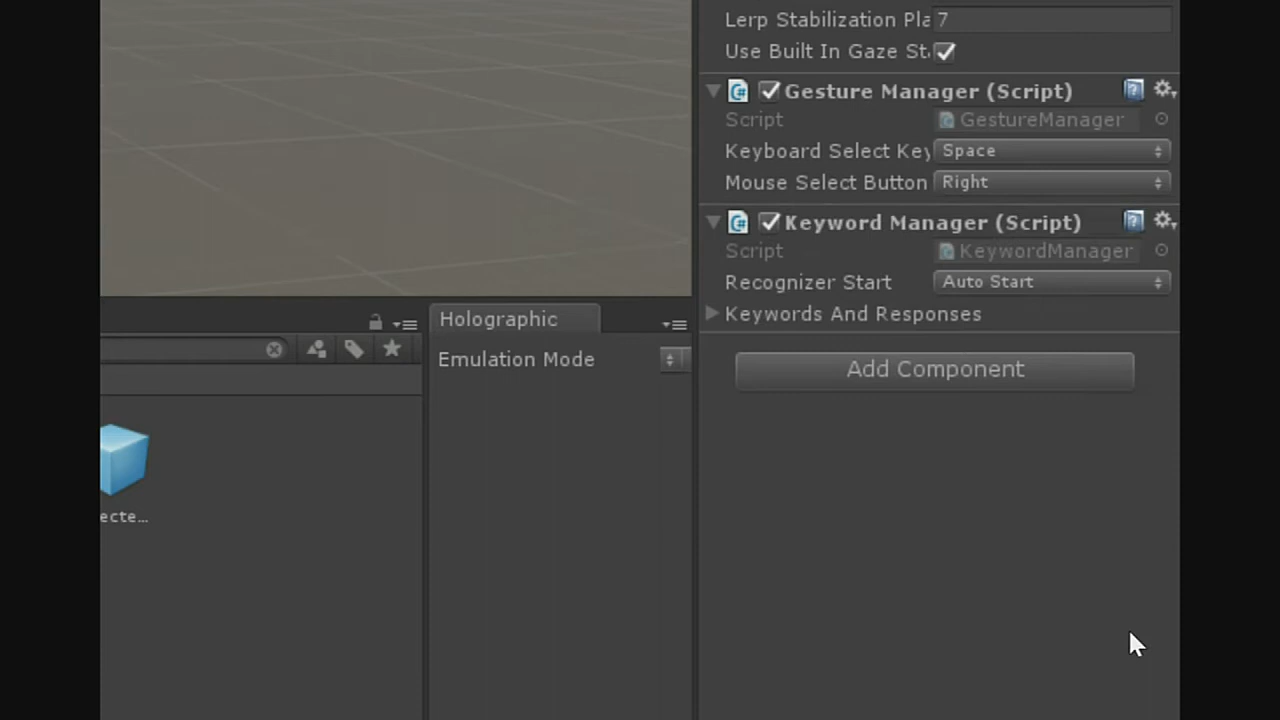 Lerp Stabilization Pla 7
Use Built In Gaze St
Gesture Manager (Script)
Script GestureManager
Keyboard Select Key Space
Mouse Select Button Right
Keyword Manager (Script)
Script KeywordManager
Recognizer Start Auto Start
Keywords And Responses
Add Component
Holographic
Emulation Mode
ecte...